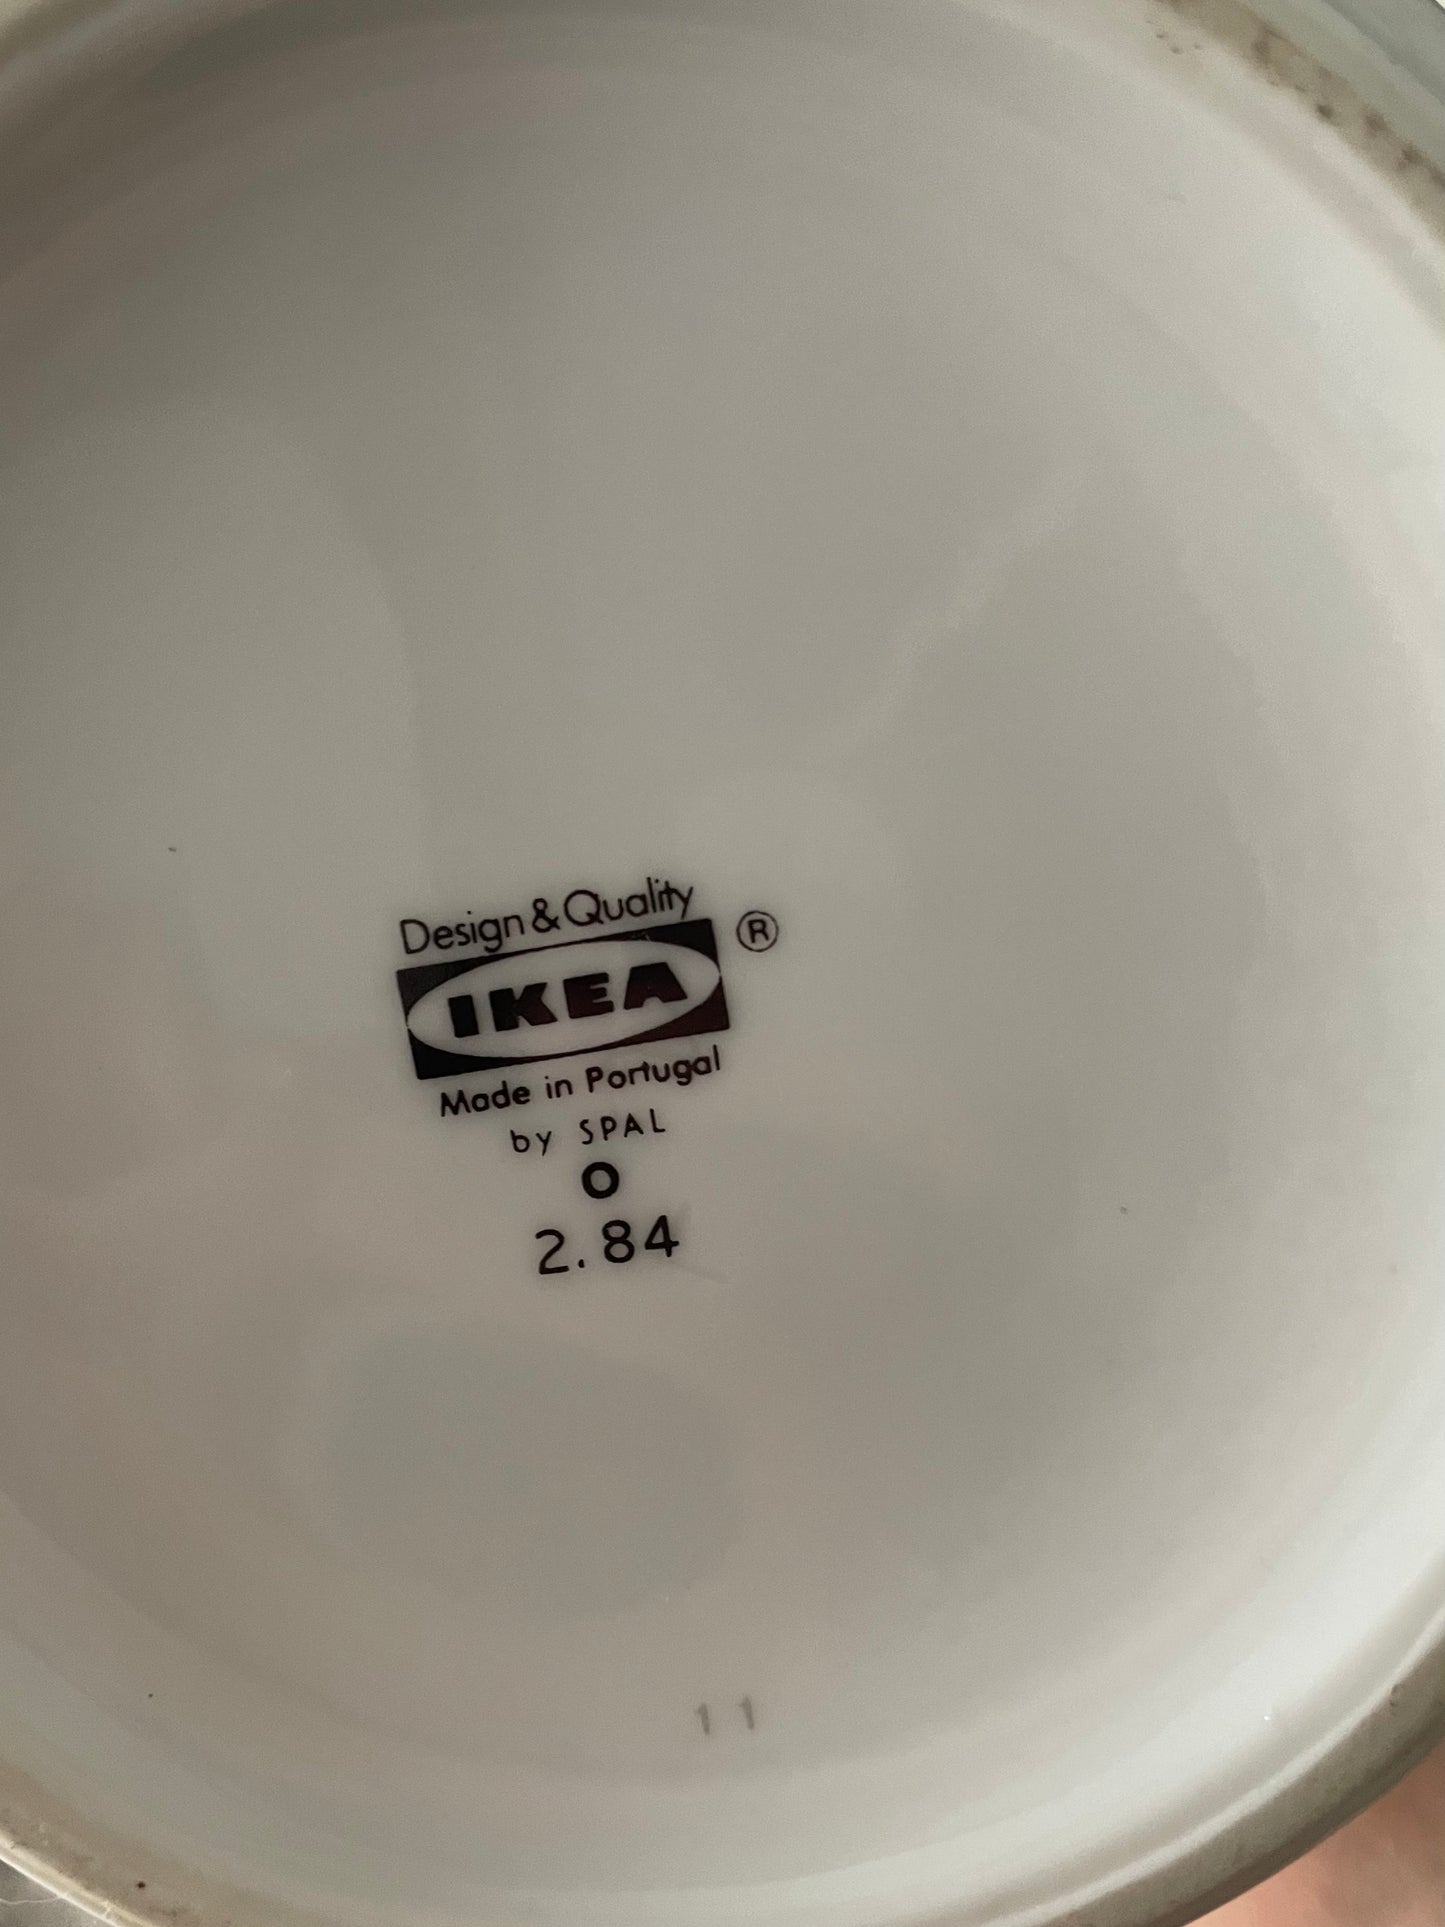 Design & Quality
IKEA ®
Made in Portugal
by SPAL
O
2.84
11